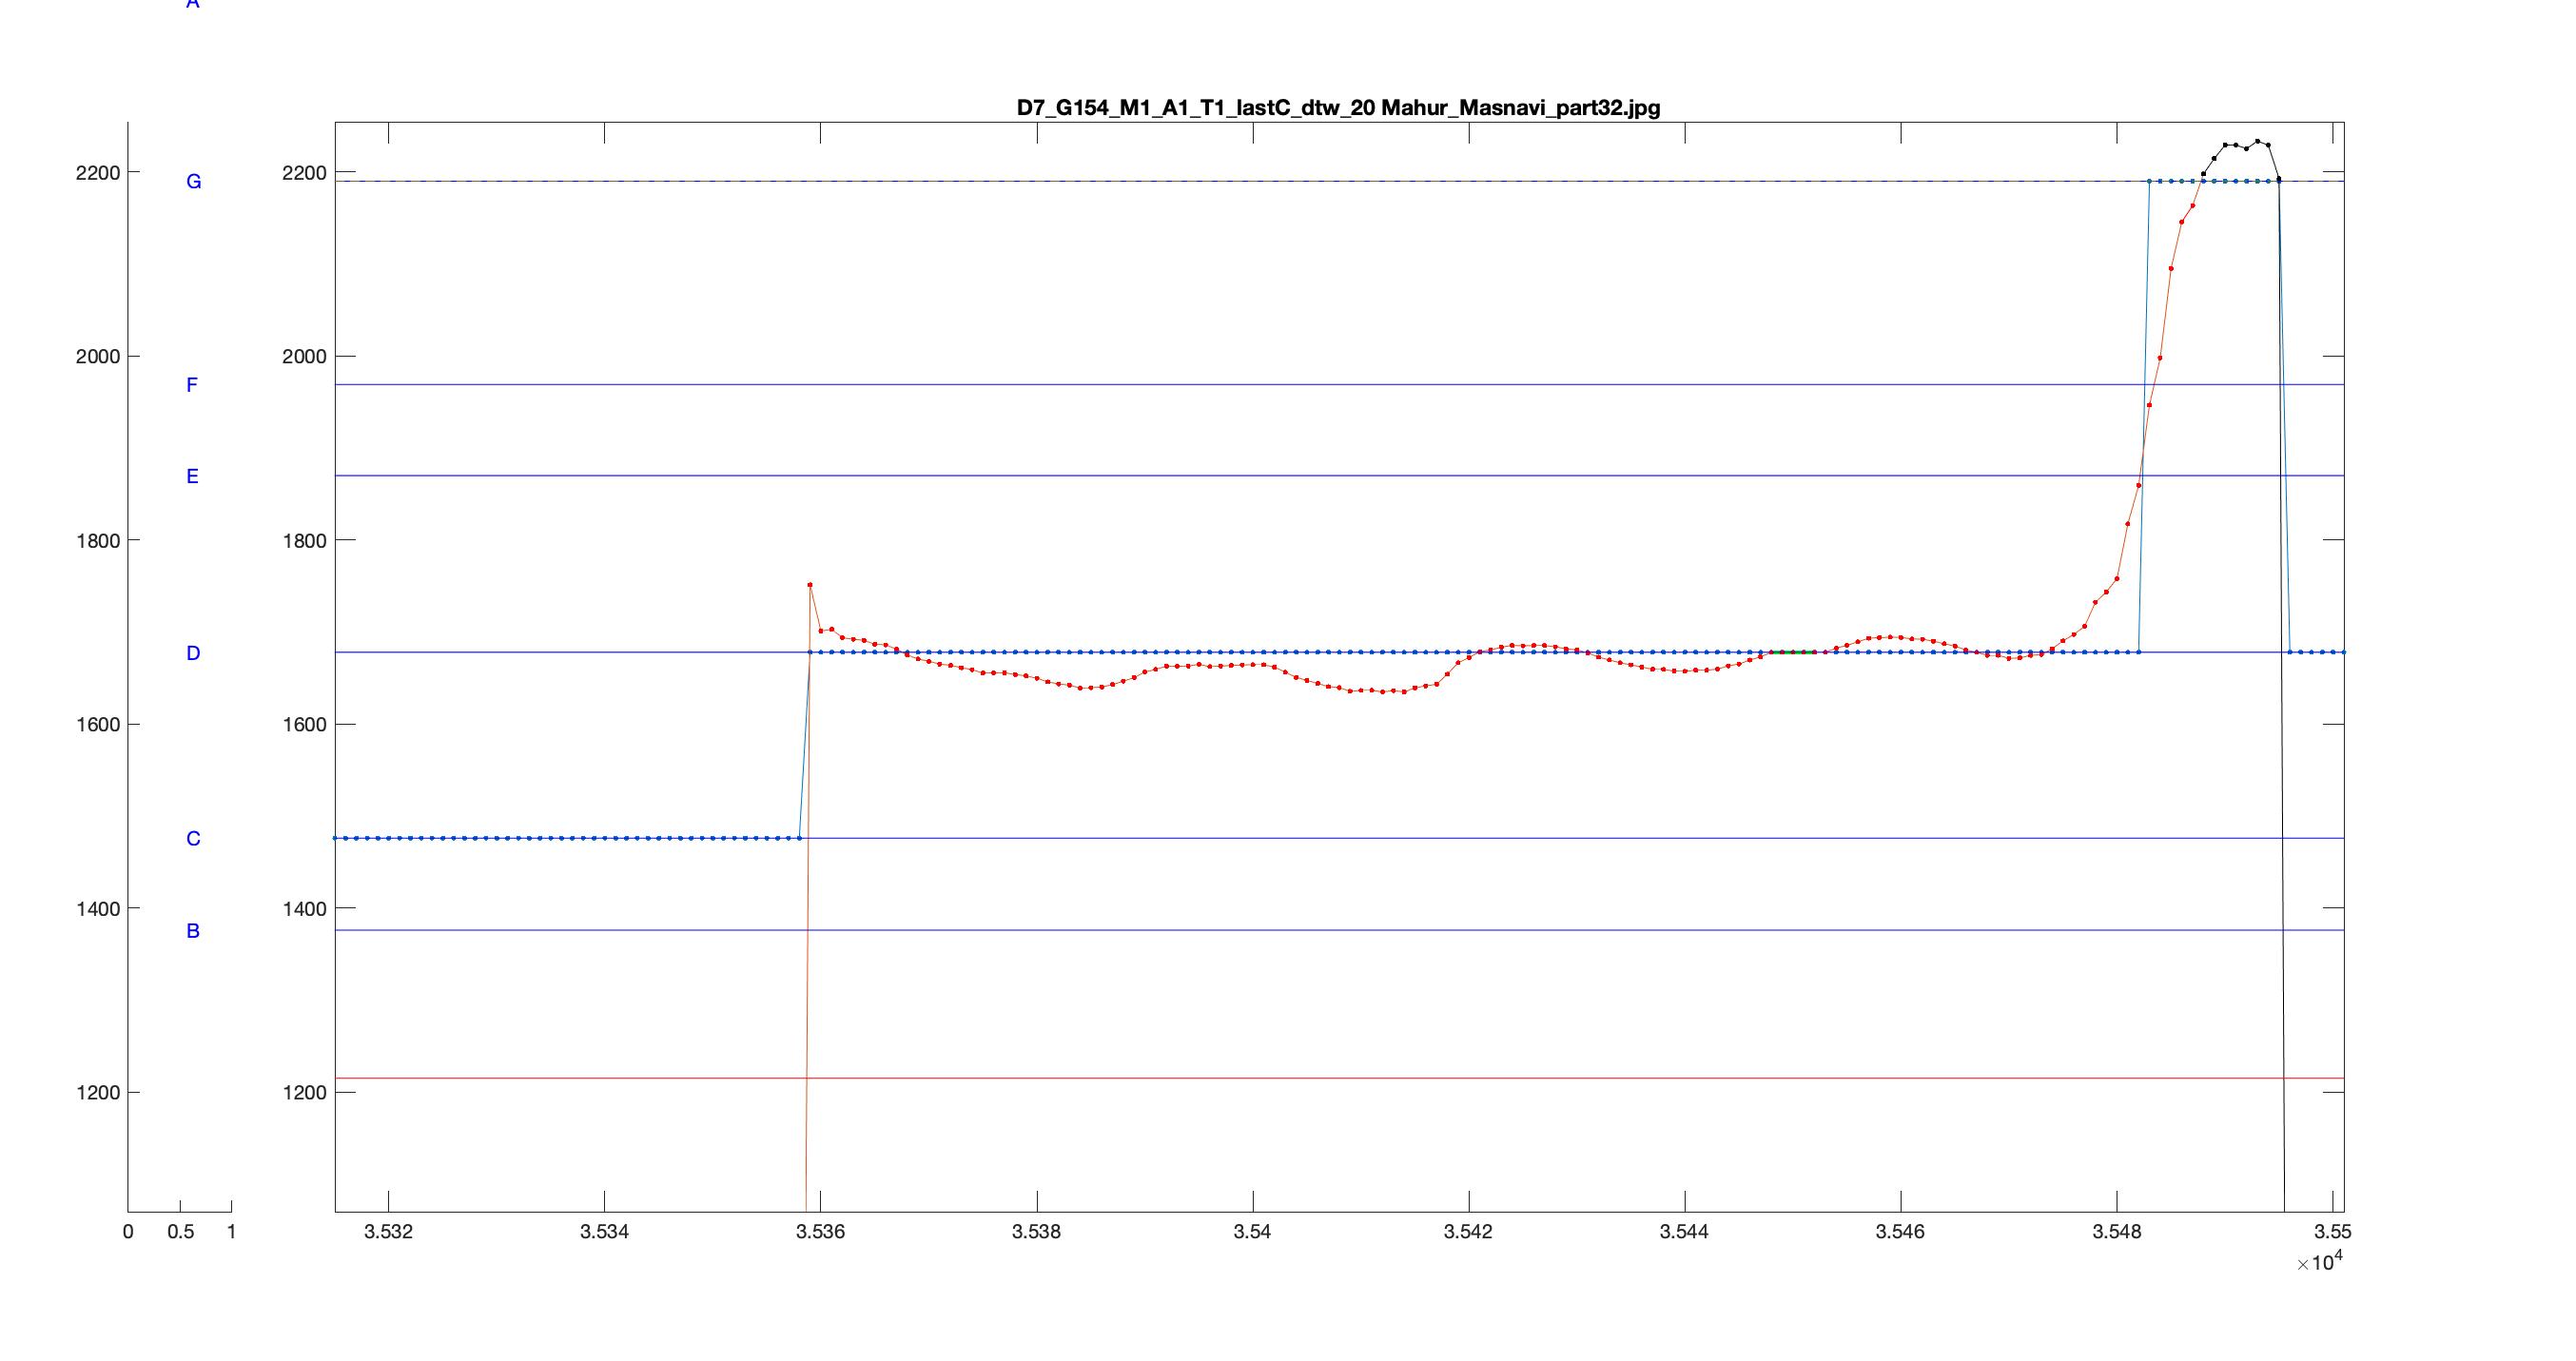 A
D7_G154_M1_A1_T1_lastC_dtw_20 Mahur_Masnavi_part32.jpg
2200 G 2200
2000 F 2000
E
1800 1800
D
1600 1600
C
1400 1400
B
1200 1200
0 0.5 1 3.532 3.534 3.536 3.538 3.54 3.542 3.544 3.546 3.548 3.55
×10^4